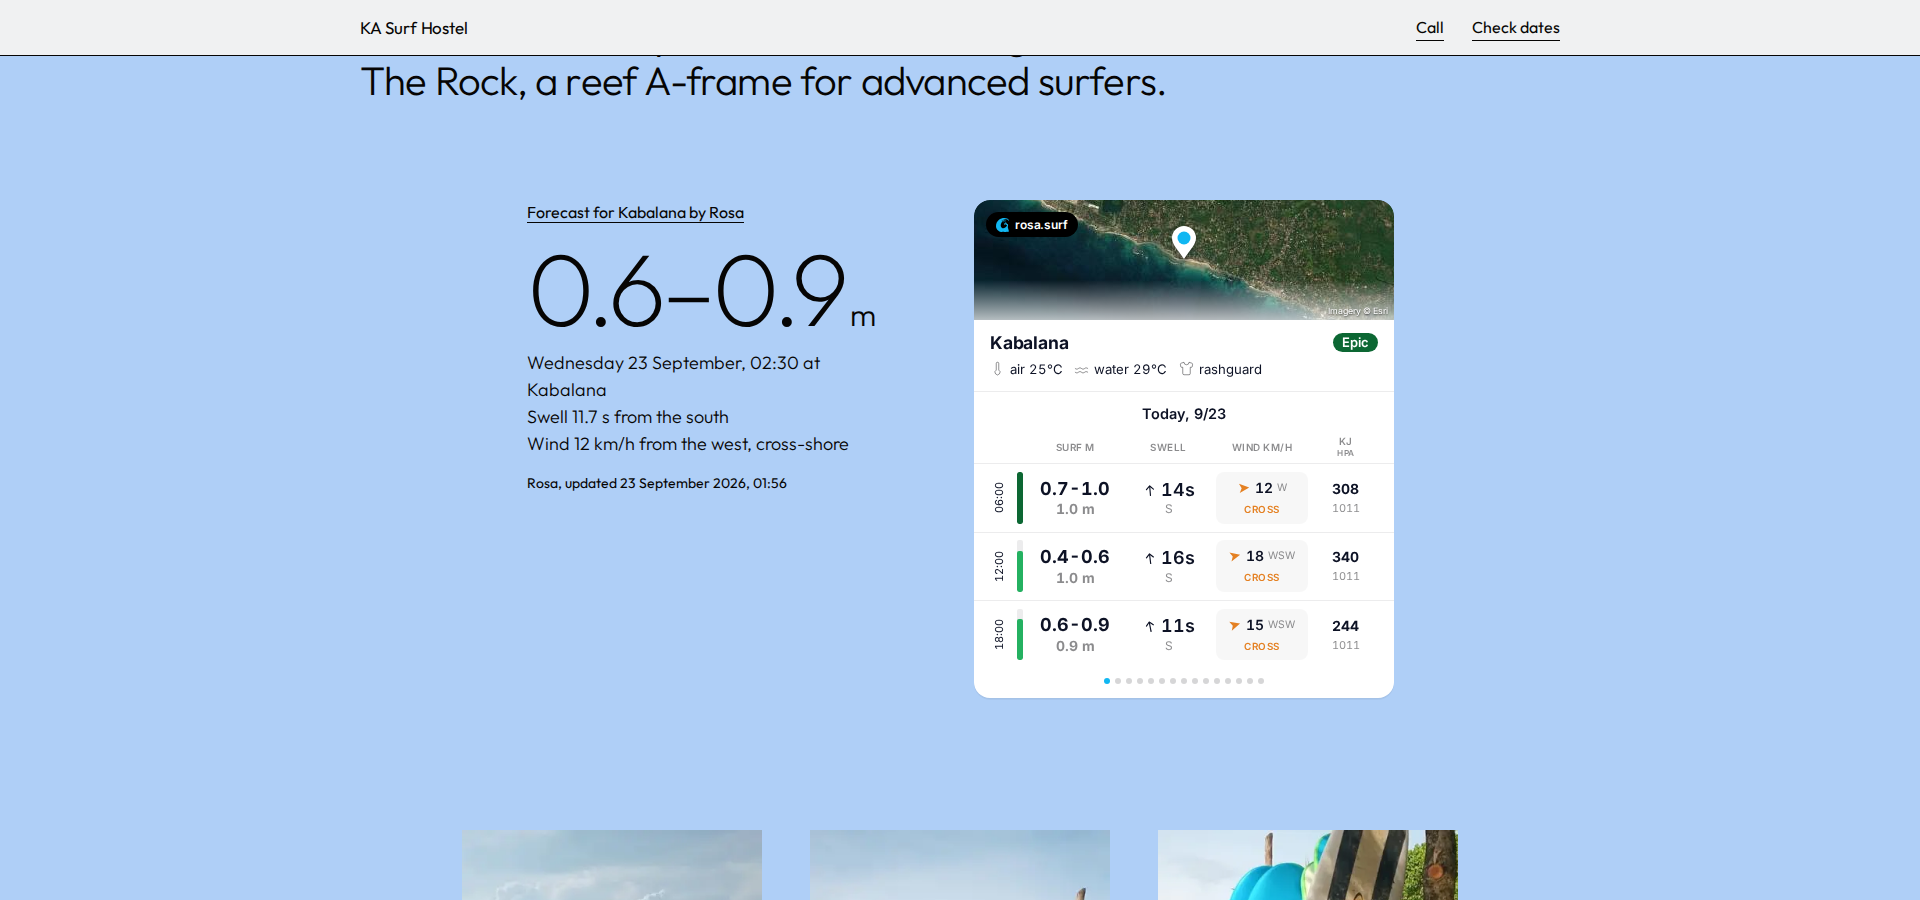 KA Surf Hostel
Call
Check dates
The Rock, a reef A-frame for advanced surfers.
Forecast for Kabalana by Rosa
0.6–0.9 m
Wednesday 23 September, 02:30 at
Kabalana
Swell 11.7 s from the south
Wind 12 km/h from the west, cross-shore
Rosa, updated 23 September 2026, 01:56
rosa.surf
Imagery © Esri
Kabalana
Epic
air 25°C water 29°C rashguard
Today, 9/23
SURF M SWELL WIND KM/H KJ
HPA
06:00 0.7-1.0 14s 12 W 308
1.0 m S CROSS 1011
12:00 0.4-0.6 16s 18 WSW 340
1.0 m S CROSS 1011
18:00 0.6-0.9 11s 15 WSW 244
0.9 m S CROSS 1011